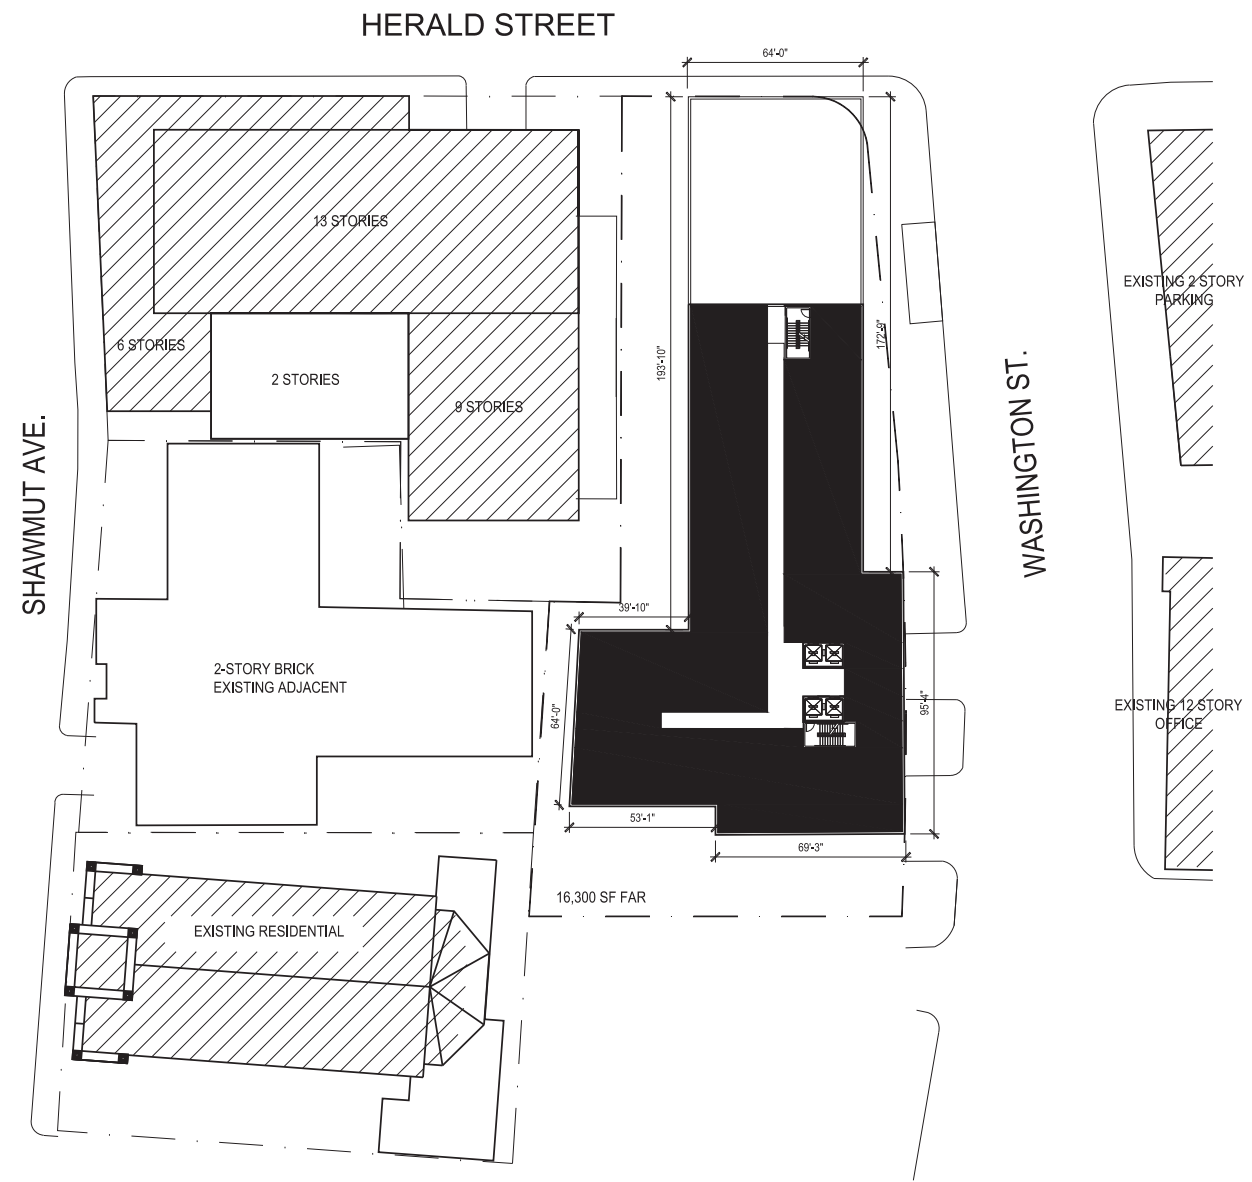 HERALD STREET
64'-0"
13 STORIES
EXISTING 2 STORY
PARKING
193'-10"
172'-9"
6 STORIES
2 STORIES
9 STORIES
SHAWMUT AVE.
WASHINGTON ST.
39'-10"
2-STORY BRICK
EXISTING ADJACENT
64'-0"
95'-4"
EXISTING 12 STORY
OFFICE
53'-1"
69'-3"
16,300 SF FAR
EXISTING RESIDENTIAL